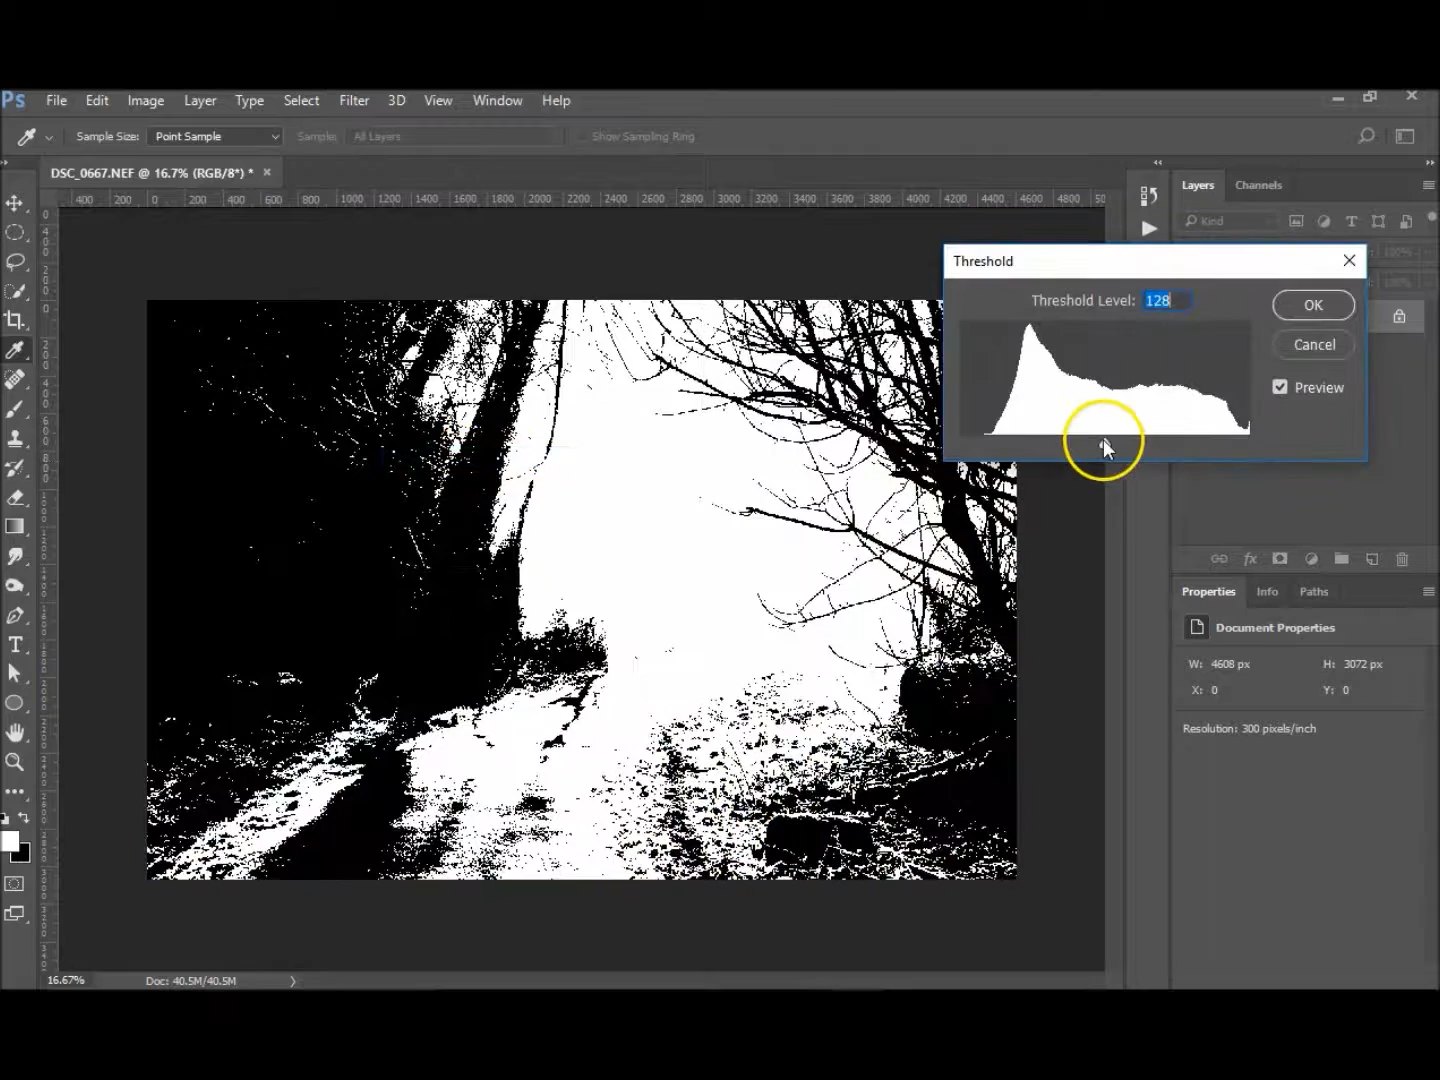 Ps File Edit Image Layer Type Select Filter 3D View Window Help
Sample Size: Point Sample Sample: All Layers Show Sampling Ring
DSC_0667.NEF @ 16.7% (RGB/8*) * ×
400 200 0 200 400 600 800 1000 1200 1400 1600 1800 2000 2200 2400 2600 2800 3000 3200 3400 3600 3800 4000 4200 4400 4600 4800 50
Layers Channels
Kind
Threshold
100%
Threshold Level: 128
OK
100%
Cancel
Preview
fx
Properties Info Paths
Document Properties
W: 4608 px H: 3072 px
X: 0 Y: 0
Resolution: 300 pixels/inch
16.67% Doc: 40.5M/40.5M